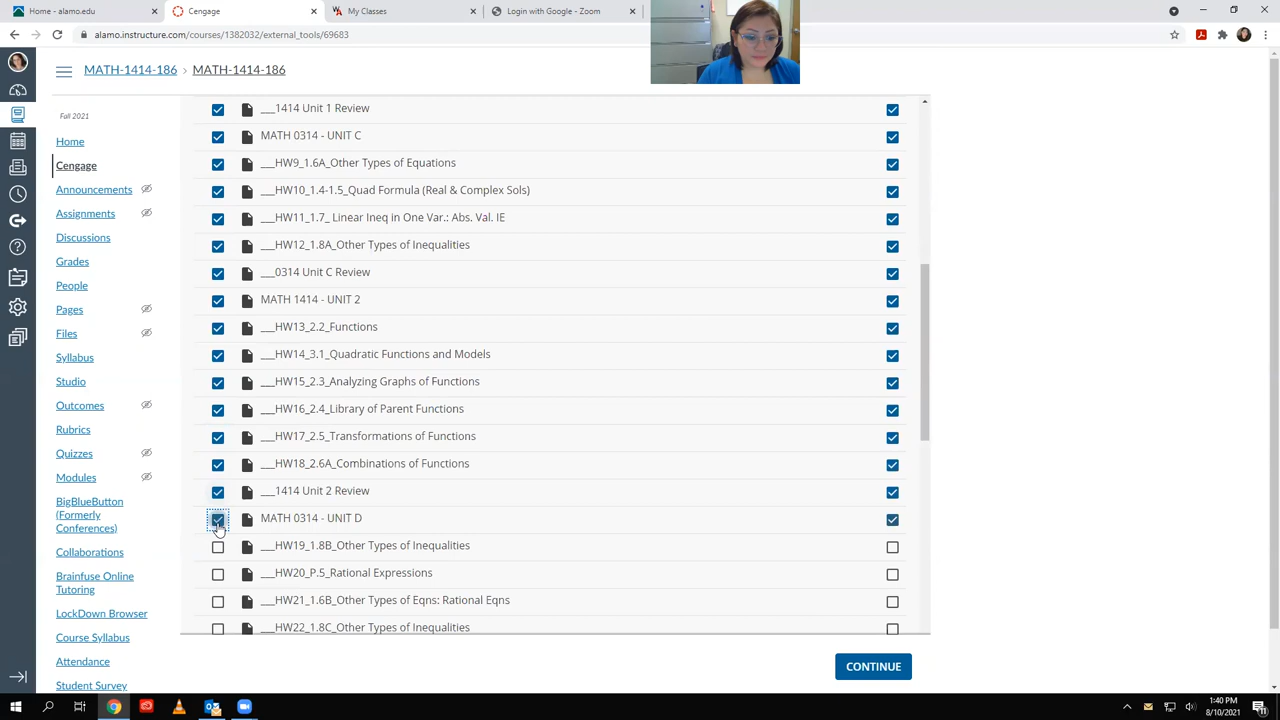 Home - alamo.edu
Cengage
My Classes
Login with Google - Zoom
alamo.instructure.com/courses/1382032/external_tools/69683
MATH-1414-186 > MATH-1414-186
Fall 2021
Home
Cengage
Announcements
Assignments
Discussions
Grades
People
Pages
Files
Syllabus
Studio
Outcomes
Rubrics
Quizzes
Modules
BigBlueButton
(Formerly
Conferences)
Collaborations
Brainfuse Online
Tutoring
LockDown Browser
Course Syllabus
Attendance
Student Survey
___1414 Unit 1 Review
MATH 0314 - UNIT C
___HW9_1.6A_Other Types of Equations
___HW10_1.4-1.5_Quad Formula (Real & Complex Sols)
___HW11_1.7_ Linear Ineq in One Var.: Abs. Val. IE
___HW12_1.8A_Other Types of Inequalities
___0314 Unit C Review
MATH 1414 - UNIT 2
___HW13_2.2_Functions
___HW14_3.1_Quadratic Functions and Models
___HW15_2.3_Analyzing Graphs of Functions
___HW16_2.4_Library of Parent Functions
___HW17_2.5_Transformations of Functions
___HW18_2.6A_Combinations of Functions
___1414 Unit 2 Review
MATH 0314 - UNIT D
___HW19_1.8B_Other Types of Inequalities
___HW20_P.5_Rational Expressions
___HW21_1.6B_Other Types of Eqns: Rational Eqns
___HW22_1.8C_Other Types of Inequalities
CONTINUE
1:40 PM
8/10/2021